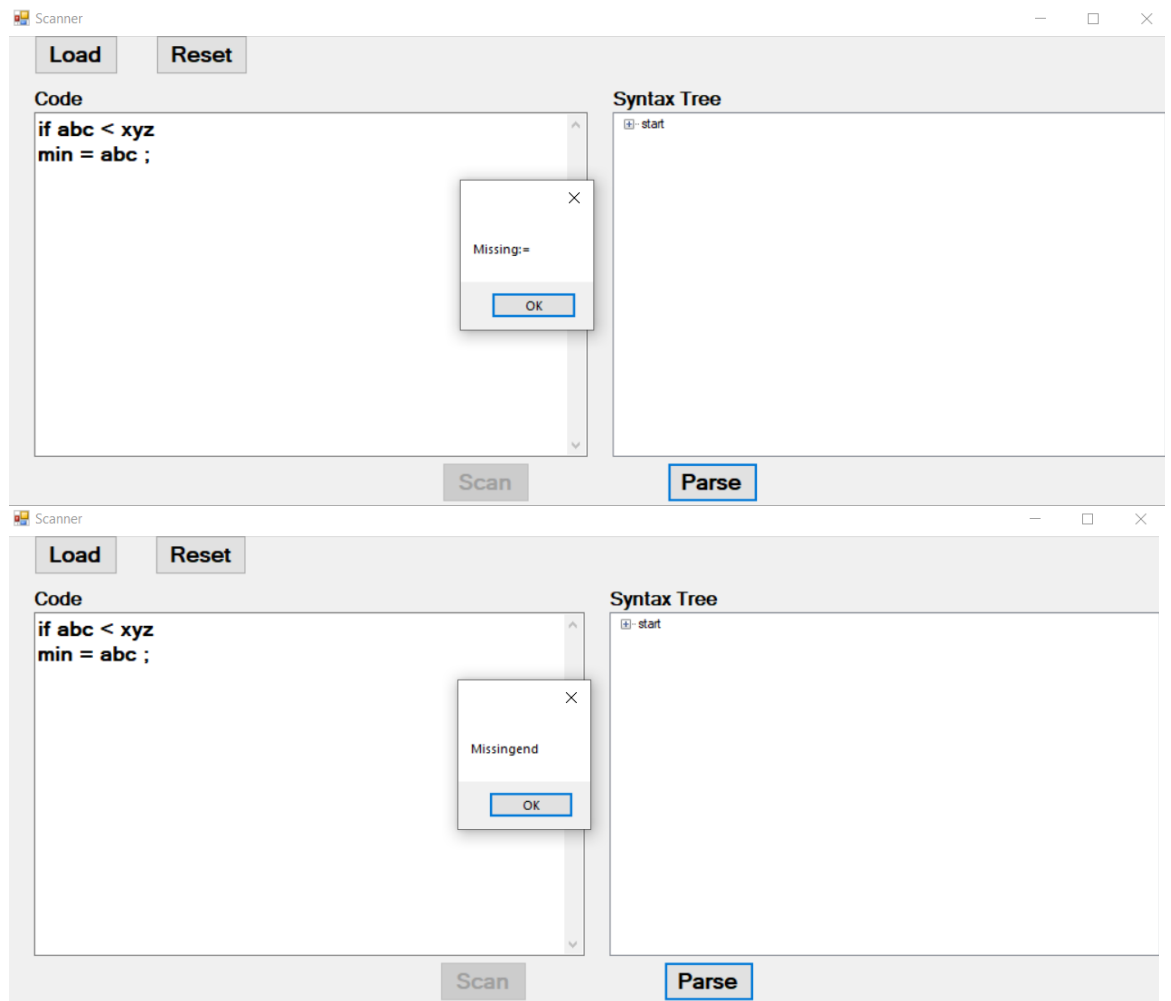 Scanner
Load Reset
Code Syntax Tree
if abc < xyz
min = abc ;
start
Missing:=
OK
Scan Parse
Scanner
Load Reset
Code Syntax Tree
if abc < xyz
min = abc ;
start
Missingend
OK
Scan Parse